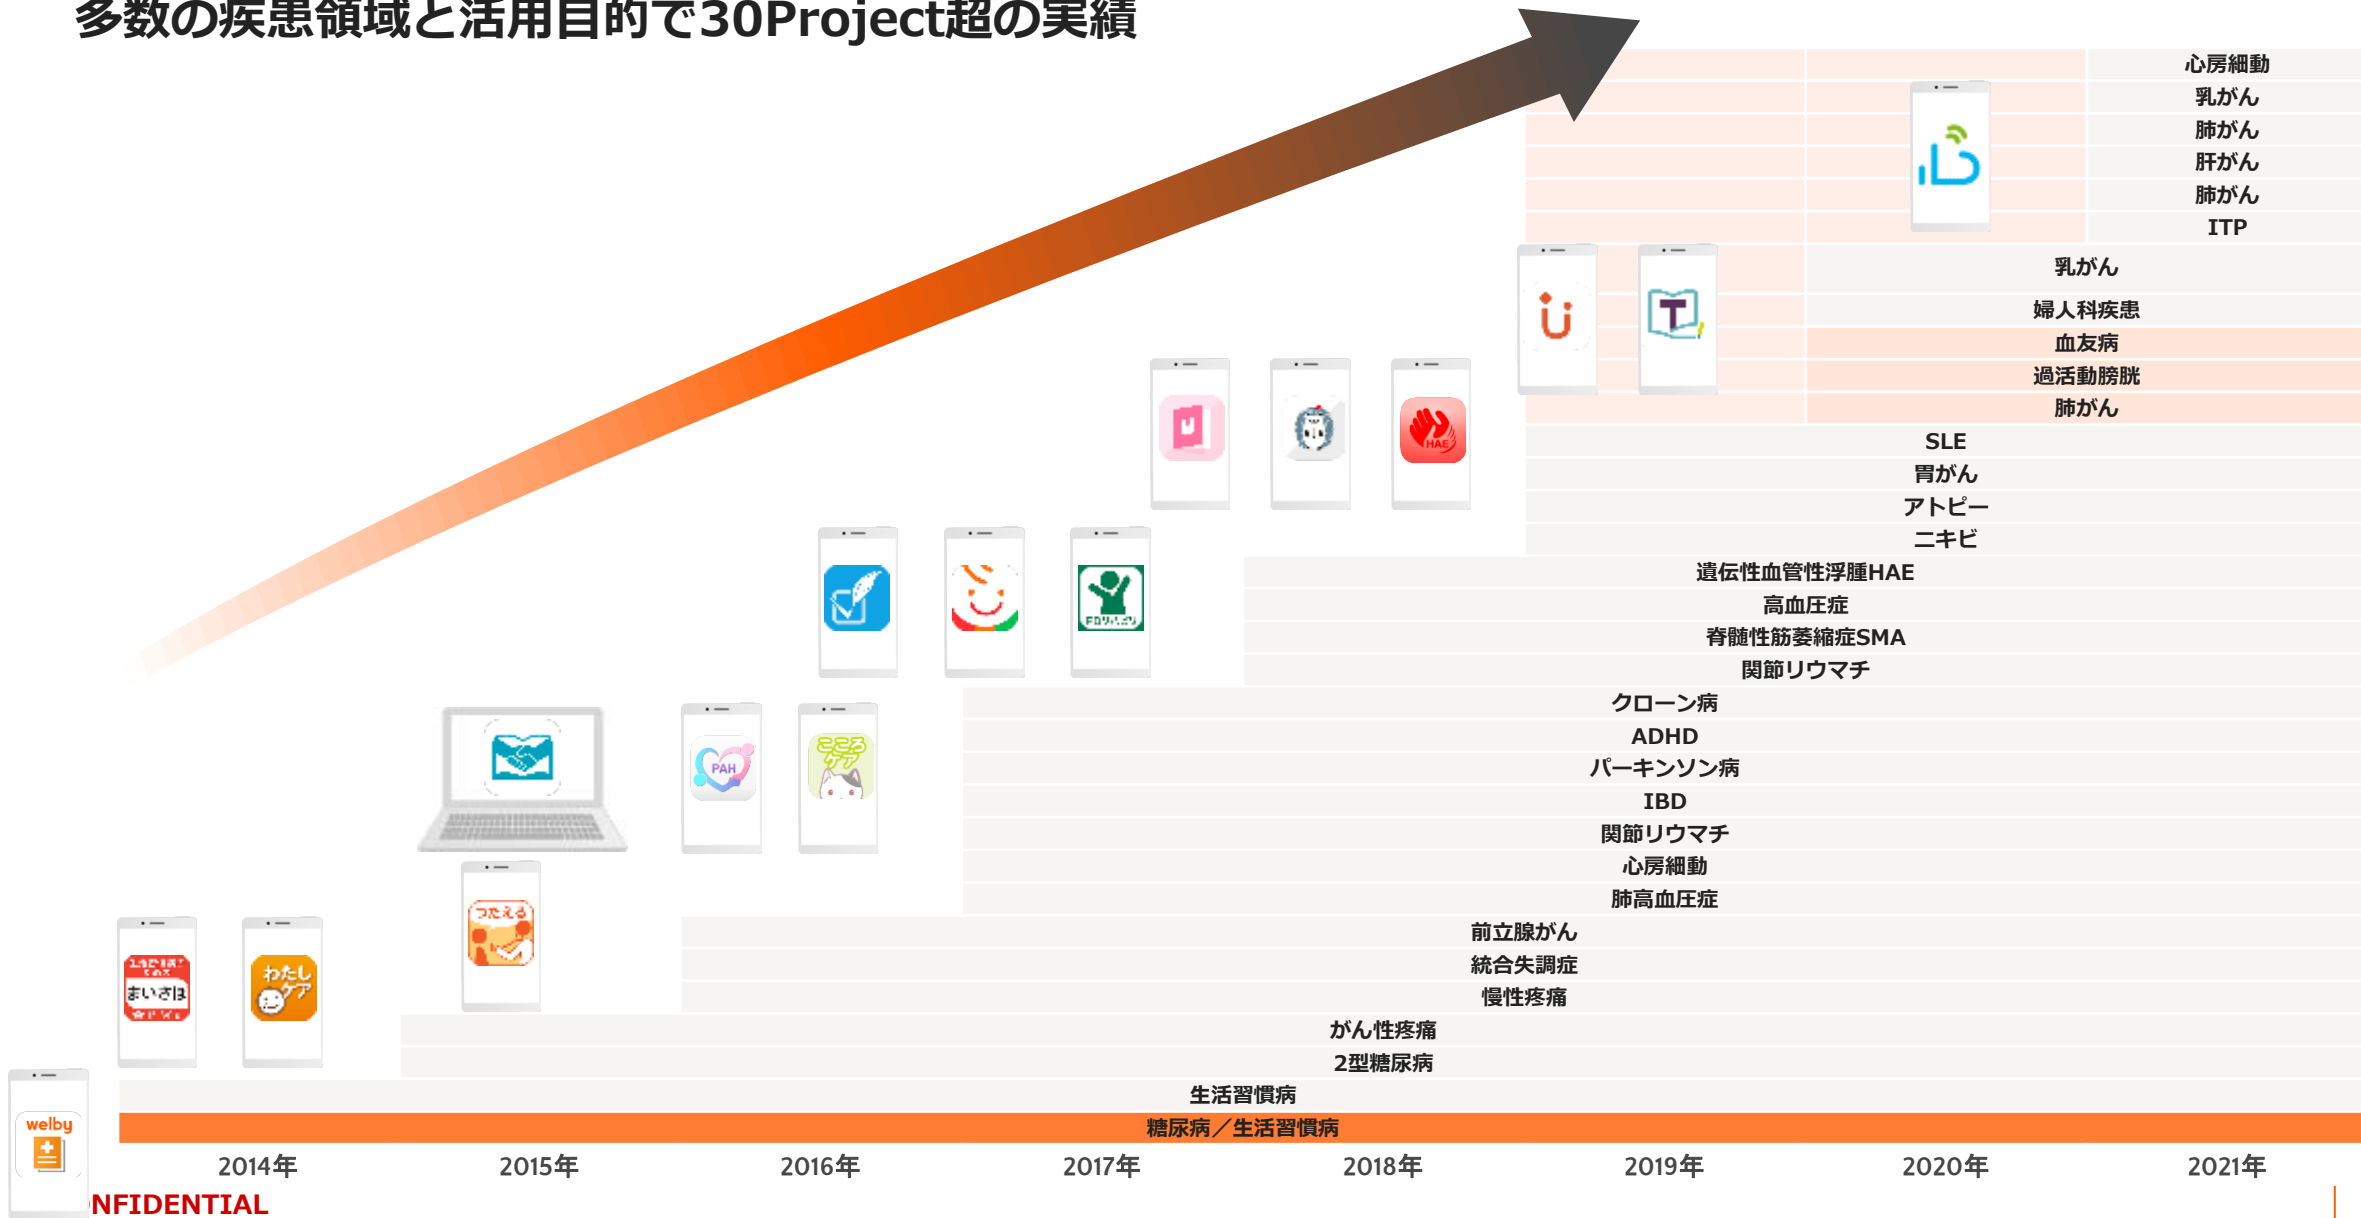 多数の疾患領域と活用目的で30Project超の実績
心房細動
乳がん
肺がん
肝がん
肺がん
ITP
乳がん
婦人科疾患
血友病
過活動膀胱
肺がん
SLE
胃がん
アトピー
ニキビ
遺伝性血管性浮腫HAE
高血圧症
脊髄性筋萎縮症SMA
関節リウマチ
クローン病
ADHD
パーキンソン病
IBD
関節リウマチ
心房細動
肺高血圧症
前立腺がん
統合失調症
慢性疼痛
がん性疼痛
2型糖尿病
生活習慣病
糖尿病／生活習慣病
T
HAE
PAH
こころ
ケア
つたえる
まいさぽ
わたし
ケア
welby
2014年
2015年
2016年
2017年
2018年
2019年
2020年
2021年
NFIDENTIAL